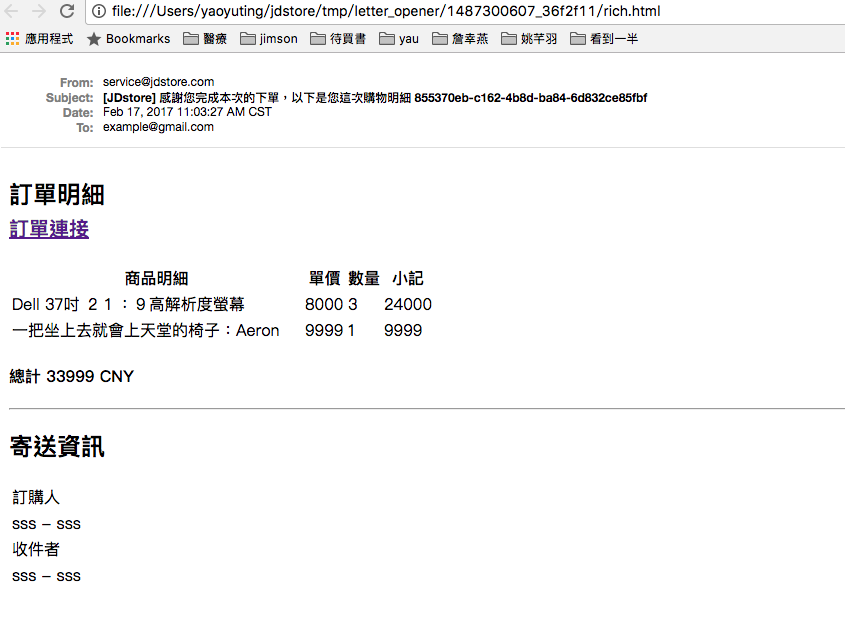 file:///Users/yaoyuting/jdstore/tmp/letter_opener/1487300607_36f2f11/rich.html
應用程式 Bookmarks 醫療 jimson 待買書 yau 詹幸燕 姚芊羽 看到一半
From: service@jdstore.com
Subject: [JDstore] 感謝您完成本次的下單，以下是您這次購物明細 855370eb-c162-4b8d-ba84-6d832ce85fbf
Date: Feb 17, 2017 11:03:27 AM CST
To: example@gmail.com
訂單明細
訂單連接
商品明細 單價 數量 小記
Dell 37吋 ２１：９高解析度螢幕 8000 3 24000
一把坐上去就會上天堂的椅子：Aeron 9999 1 9999
總計 33999 CNY
寄送資訊
訂購人
sss – sss
收件者
sss – sss